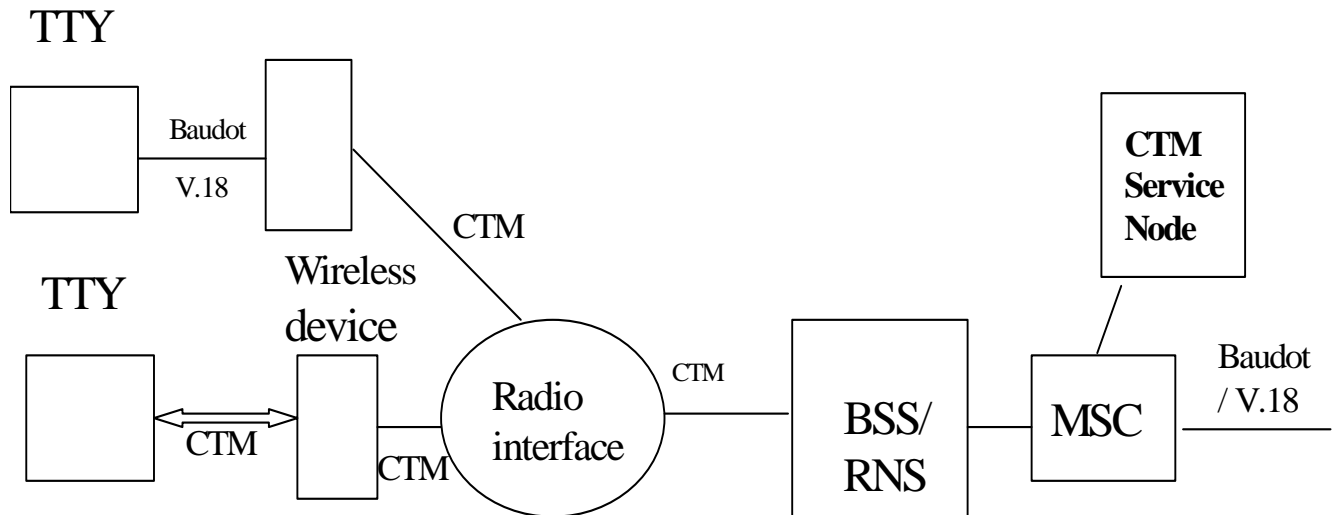 TTY
Baudot
V.18
CTM
Wireless
device
TTY
CTM
CTM
Radio
interface
CTM
BSS/
RNS
MSC
CTM
Service
Node
Baudot
/ V.18